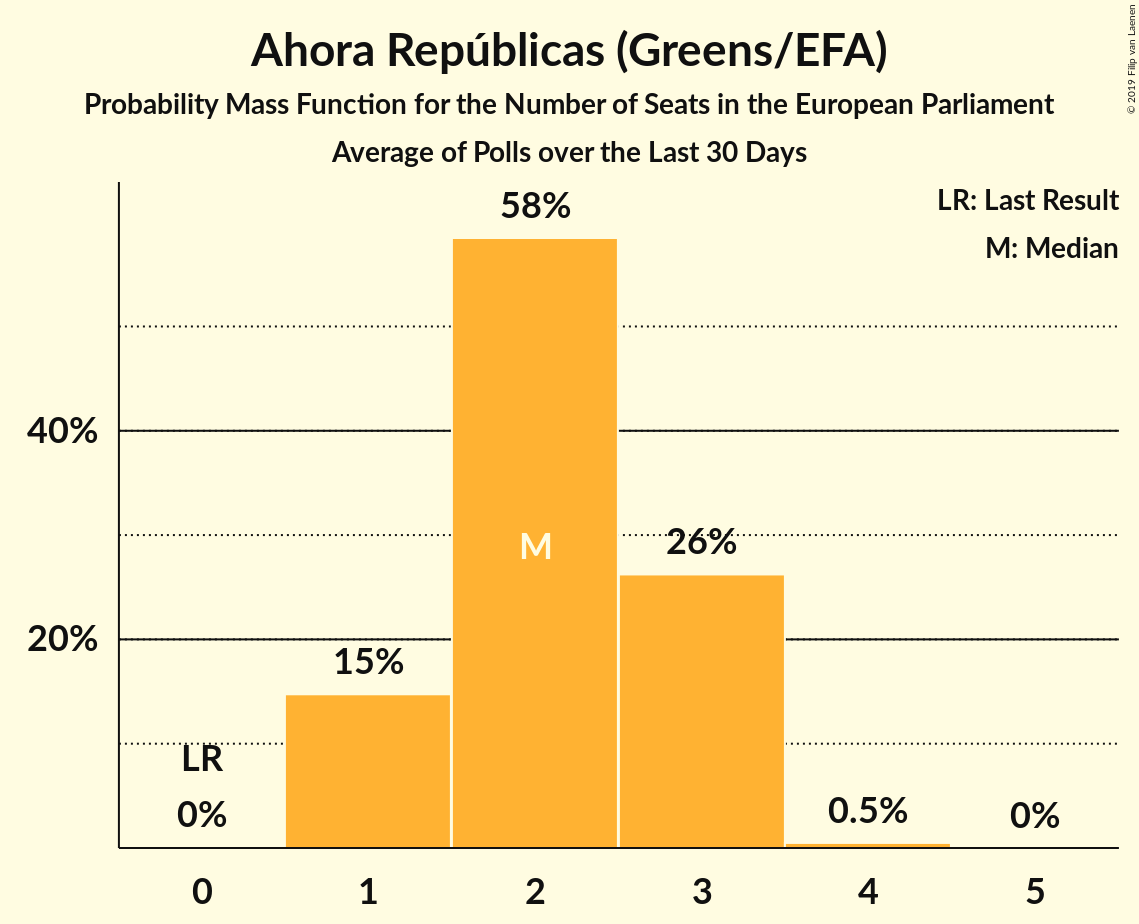 Ahora Repúblicas (Greens/EFA)
Probability Mass Function for the Number of Seats in the European Parliament
Average of Polls over the Last 30 Days
© 2019 Filip van Laenen
LR: Last Result
M: Median
58%
40%
M
26%
20%
15%
LR
0%
0.5%
0%
0 1 2 3 4 5